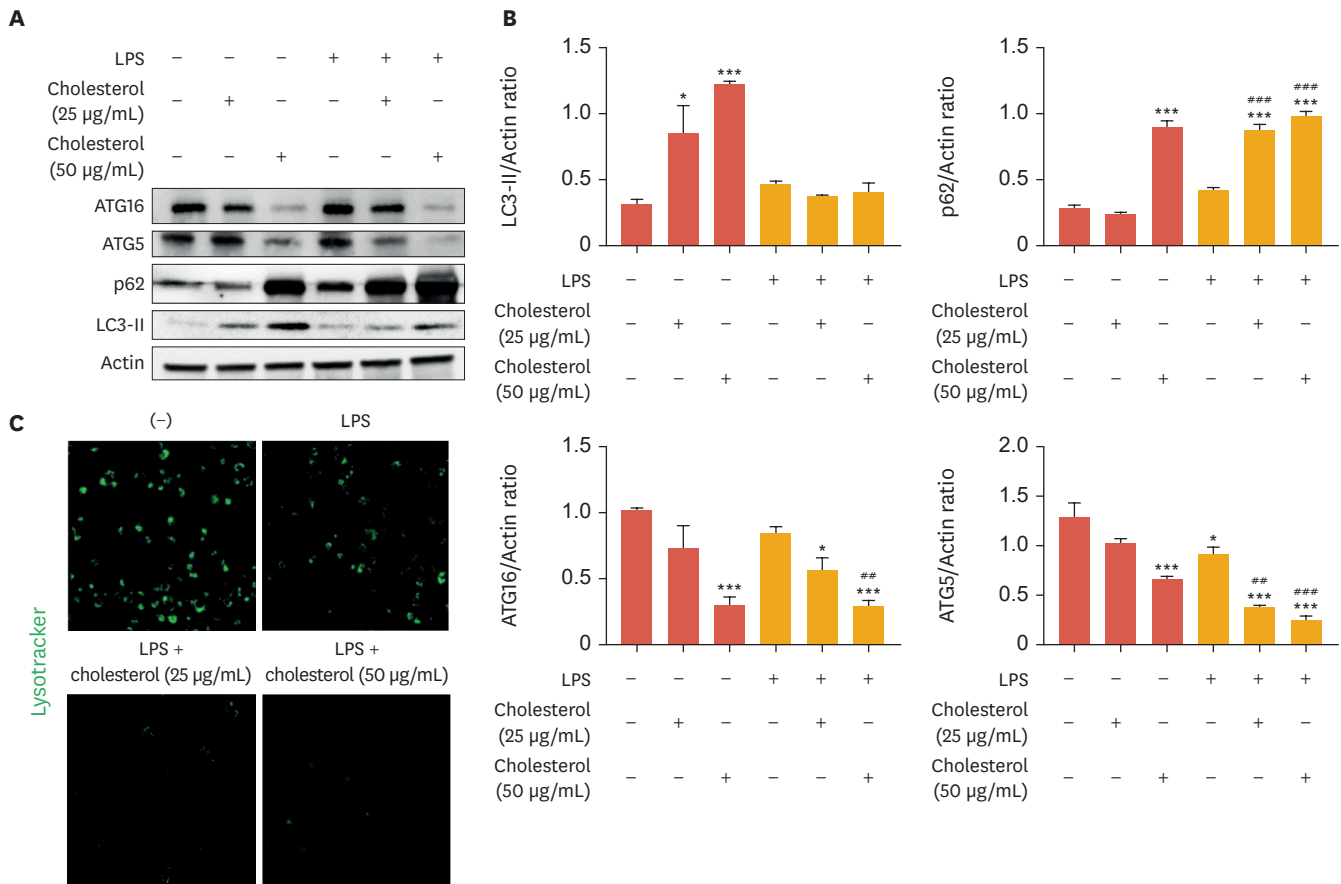 A
LPS – – – + + +
Cholesterol
(25 µg/mL) – + – – + –
Cholesterol
(50 µg/mL) – – + – – +
ATG16
ATG5
p62
LC3-II
Actin
B
LC3-II/Actin ratio
1.5
1.0
0.5
0
* ***
LPS – – – + + +
Cholesterol
(25 µg/mL) – + – – + –
Cholesterol
(50 µg/mL) – – + – – +
p62/Actin ratio
1.5
1.0
0.5
0
### ###
*** *** ***
LPS – – – + + +
Cholesterol
(25 µg/mL) – + – – + –
Cholesterol
(50 µg/mL) – – + – – +
C
(–) LPS
LPS + LPS +
cholesterol (25 µg/mL) cholesterol (50 µg/mL)
Lysotracker
ATG16/Actin ratio
1.5
1.0
0.5
0
##
*** * ***
LPS – – – + + +
Cholesterol
(25 µg/mL) – + – – + –
Cholesterol
(50 µg/mL) – – + – – +
ATG5/Actin ratio
2.0
1.5
1.0
0.5
0
## ###
*** * *** ***
LPS – – – + + +
Cholesterol
(25 µg/mL) – + – – + –
Cholesterol
(50 µg/mL) – – + – – +